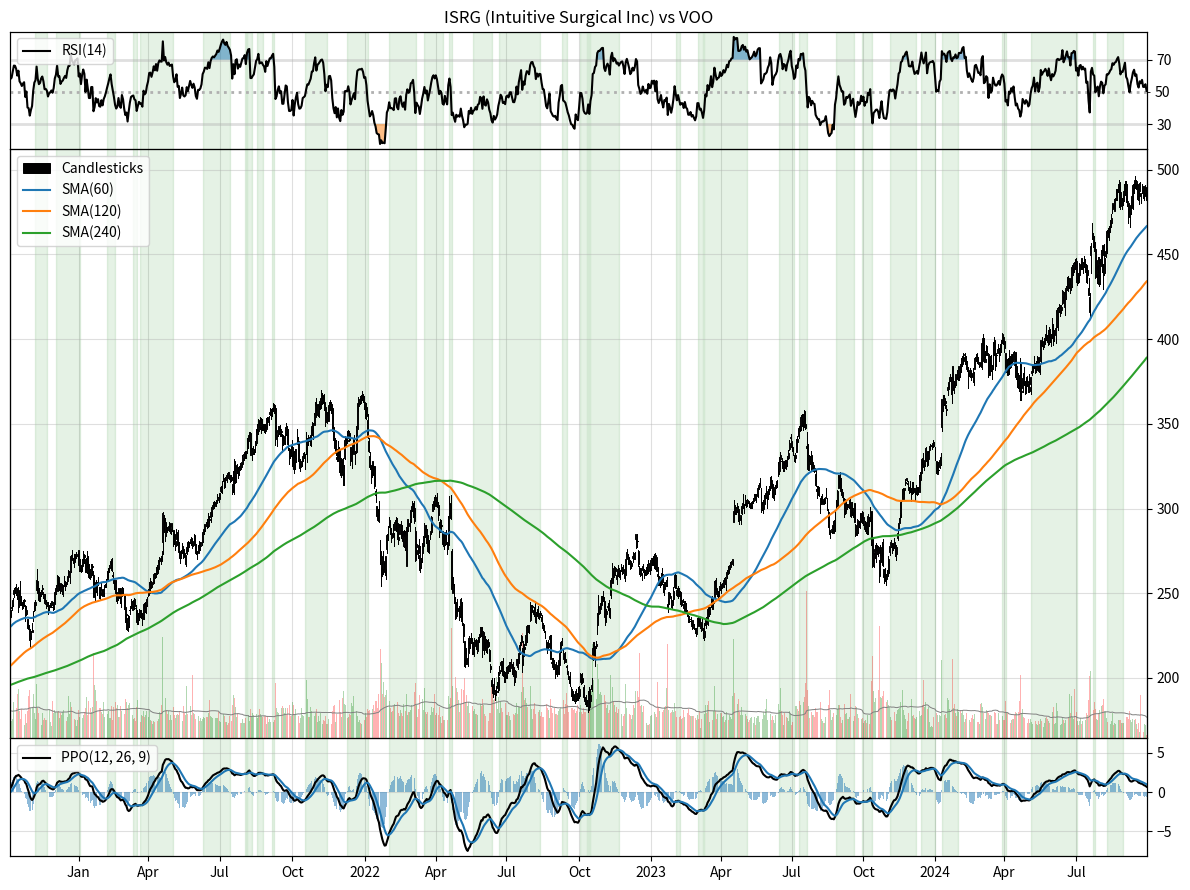 ISRG (Intuitive Surgical Inc) vs VOO
RSI(14)
70
50
30
Candlesticks
SMA(60)
SMA(120)
SMA(240)
500
450
400
350
300
250
200
PPO(12, 26, 9)
5
0
−5
Jan Apr Jul Oct 2022 Apr Jul Oct 2023 Apr Jul Oct 2024 Apr Jul